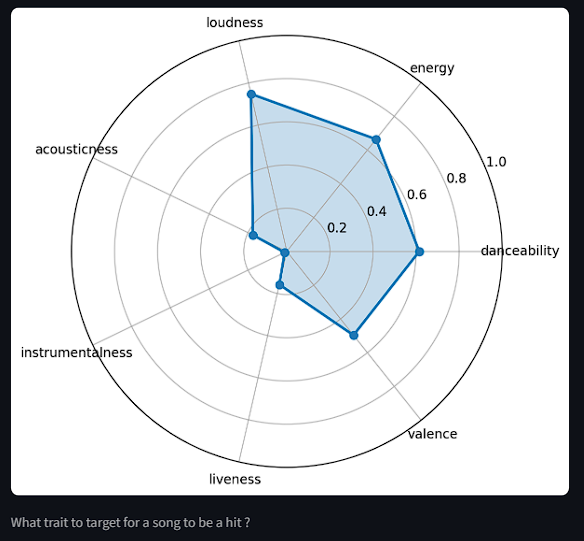 loudness
energy
acousticness
1.0
0.8
0.6
0.4
0.2
danceability
instrumentalness
valence
liveness
What trait to target for a song to be a hit ?